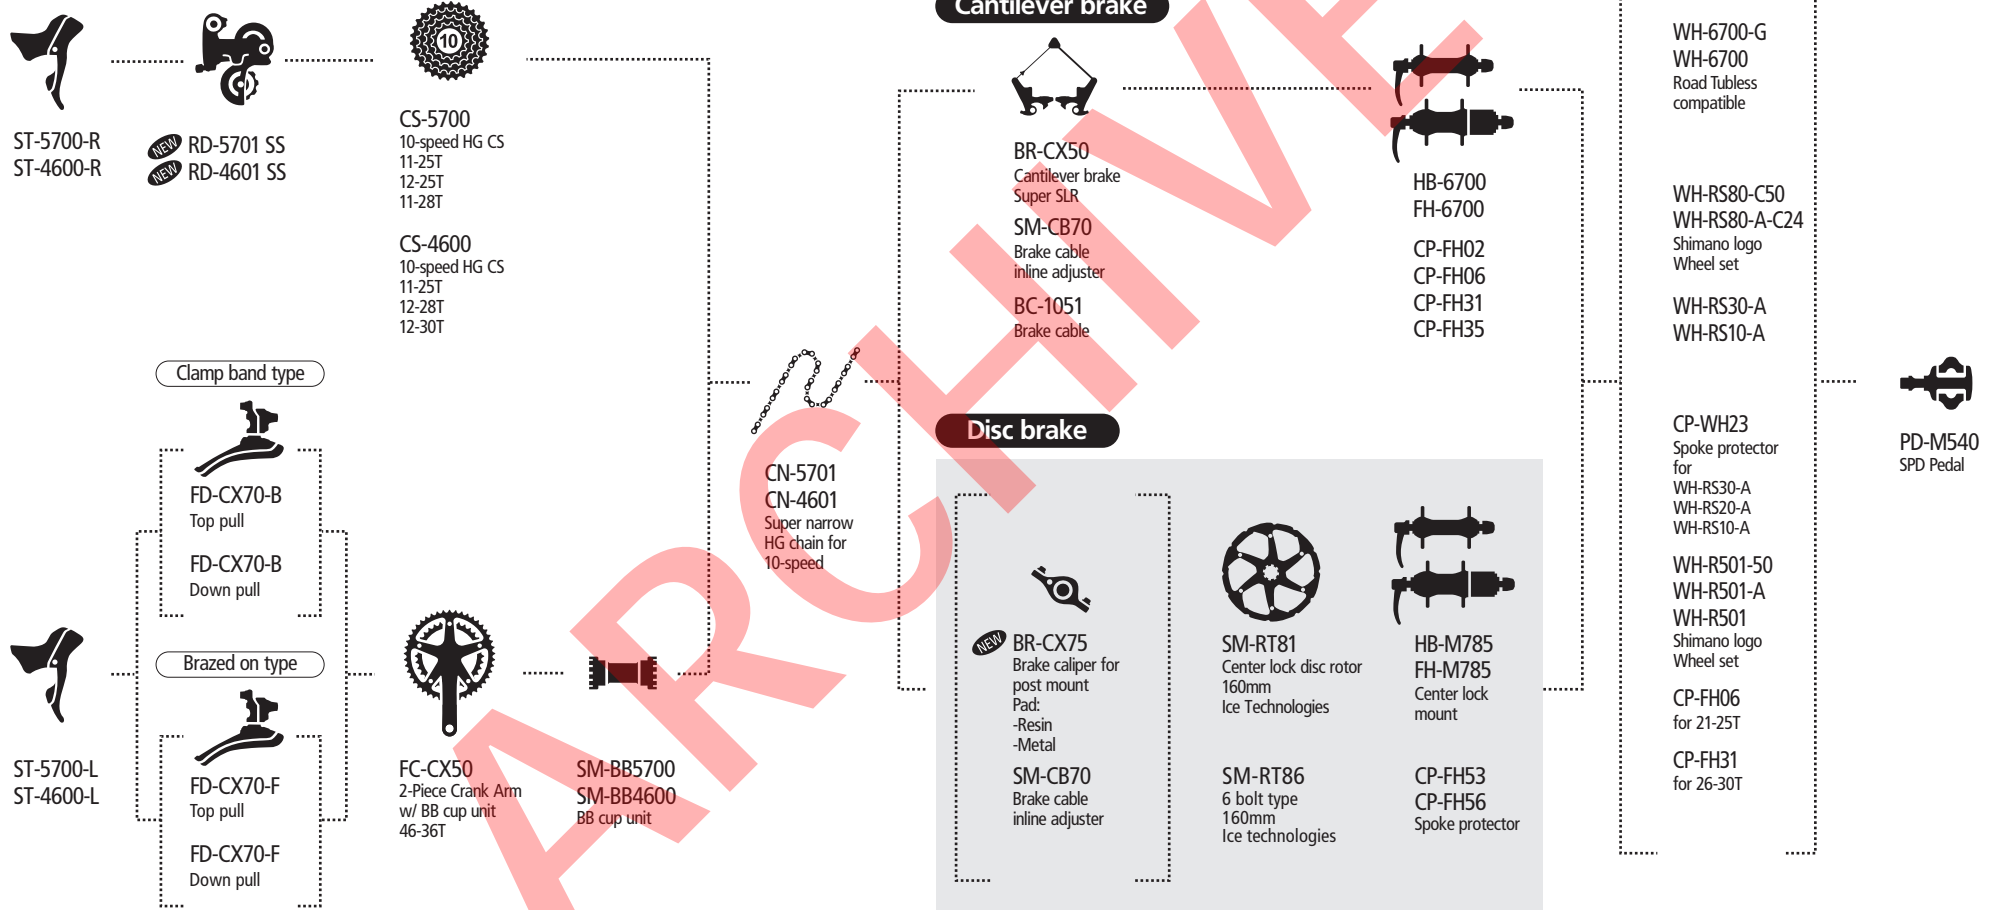 ST-5700-R
ST-4600-R
NEW RD-5701 SS
NEW RD-4601 SS
10
CS-5700
10-speed HG CS
11-25T
12-25T
11-28T
CS-4600
10-speed HG CS
11-25T
12-28T
12-30T
Clamp band type
FD-CX70-B
Top pull
FD-CX70-B
Down pull
Brazed on type
FD-CX70-F
Top pull
FD-CX70-F
Down pull
ST-5700-L
ST-4600-L
FC-CX50
2-Piece Crank Arm
w/ BB cup unit
46-36T
SM-BB5700
SM-BB4600
BB cup unit
CN-5701
CN-4601
Super narrow
HG chain for
10-speed
Cantilever brake
BR-CX50
Cantilever brake
Super SLR
SM-CB70
Brake cable
inline adjuster
BC-1051
Brake cable
HB-6700
FH-6700
CP-FH02
CP-FH06
CP-FH31
CP-FH35
Disc brake
NEW BR-CX75
Brake caliper for
post mount
Pad:
-Resin
-Metal
SM-CB70
Brake cable
inline adjuster
SM-RT81
Center lock disc rotor
160mm
Ice Technologies
SM-RT86
6 bolt type
160mm
Ice technologies
HB-M785
FH-M785
Center lock
mount
CP-FH53
CP-FH56
Spoke protector
WH-6700-G
WH-6700
Road Tubless
compatible
WH-RS80-C50
WH-RS80-A-C24
Shimano logo
Wheel set
WH-RS30-A
WH-RS10-A
CP-WH23
Spoke protector
for
WH-RS30-A
WH-RS20-A
WH-RS10-A
WH-R501-50
WH-R501-A
WH-R501
Shimano logo
Wheel set
CP-FH06
for 21-25T
CP-FH31
for 26-30T
PD-M540
SPD Pedal
ARCHIVE